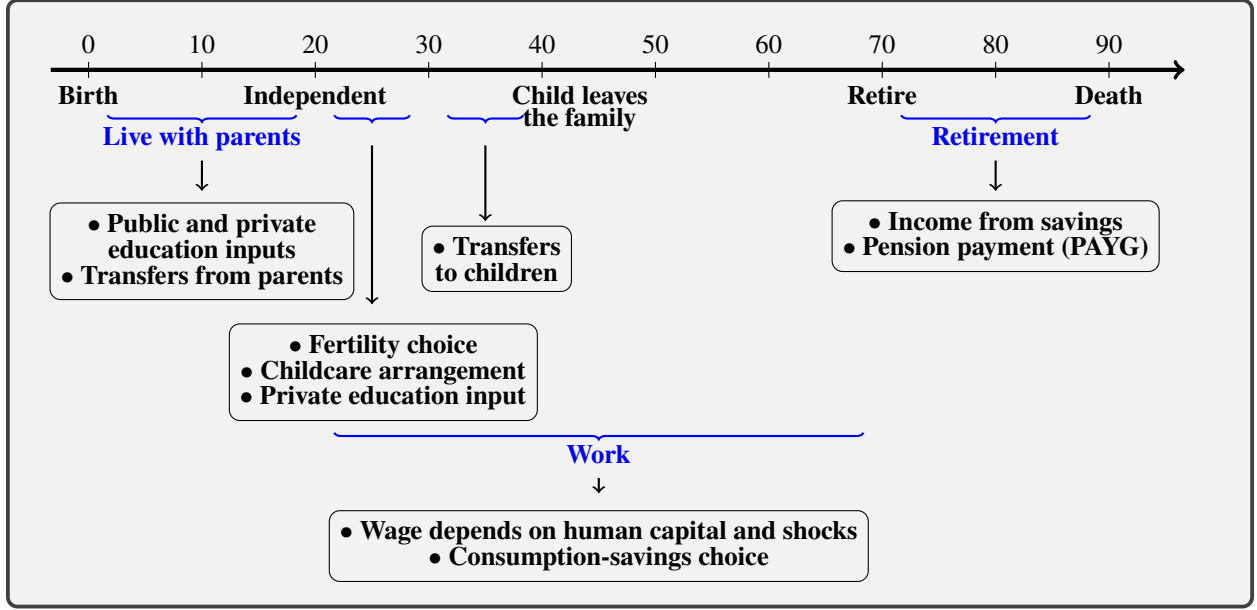 0 10 20 30 40 50 60 70 80 90
Birth Independent Child leaves Retire Death
the family
Live with parents Retirement
• Public and private
education inputs
• Transfers from parents
• Transfers
to children
• Income from savings
• Pension payment (PAYG)
• Fertility choice
• Childcare arrangement
• Private education input
Work
• Wage depends on human capital and shocks
• Consumption-savings choice